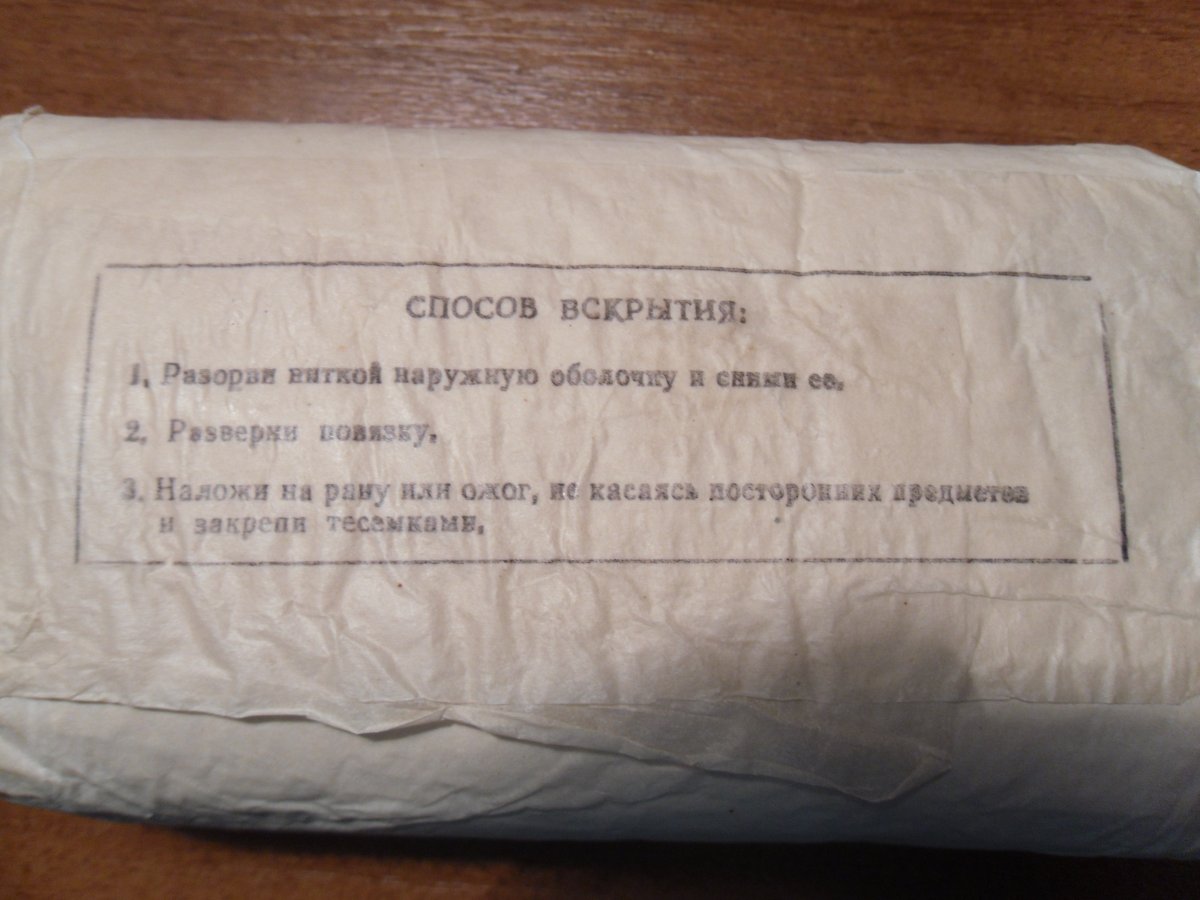 СПОСОВ ВСКРЫТИЯ:
1. Разорви ниткой наружную оболочку и сними ее.
2. Разверни повязку.
3. Наложи на рану или ожог, не касаясь посторонних предметов
и закрепи тесемками.